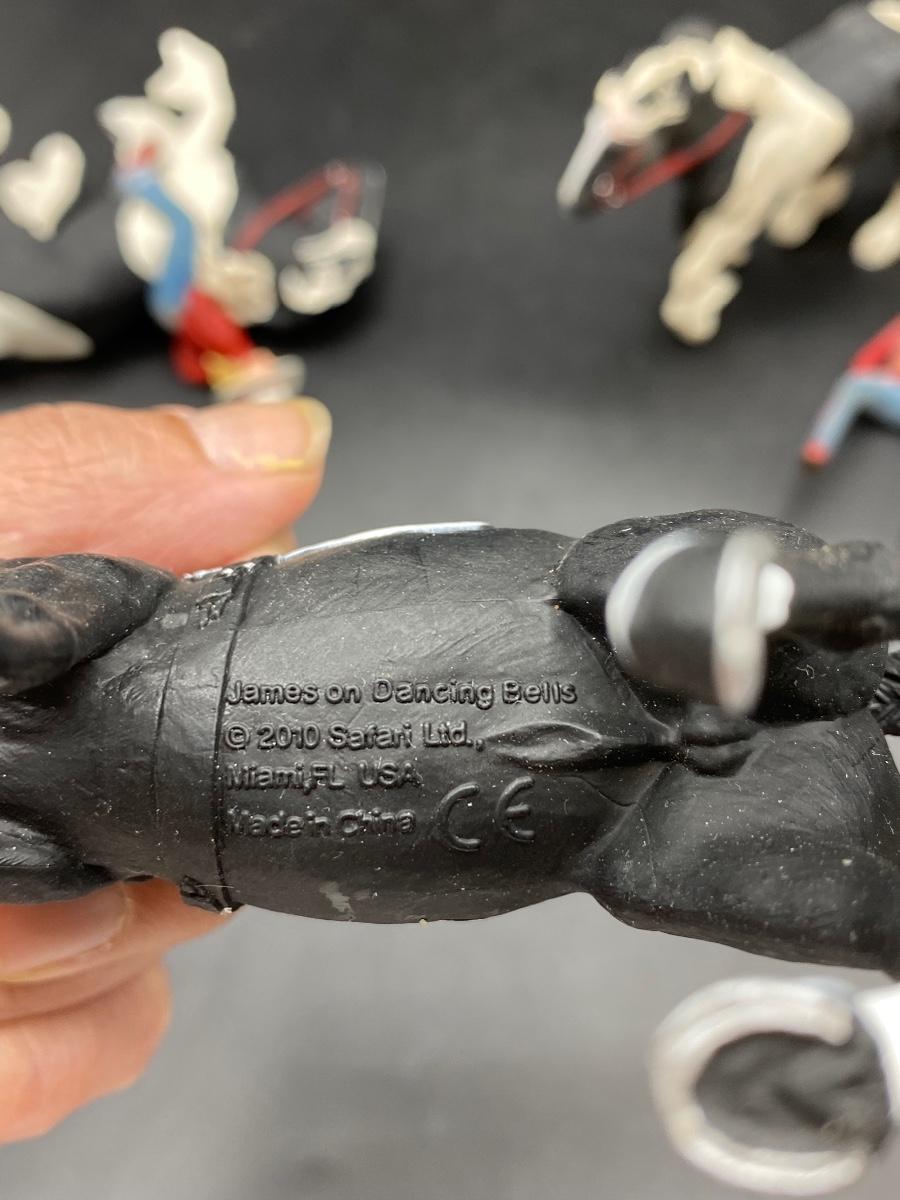 James on Dancing Bells
© 2010 Safari Ltd.,
Miami,FL USA
Made in China CE